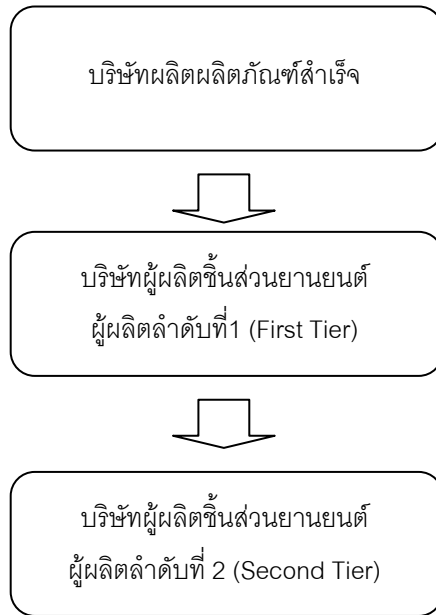 บริษัทผลิตผลิตภัณฑ์สำเร็จ
บริษัทผู้ผลิตชิ้นส่วนยานยนต์
ผู้ผลิตลำดับที่1 (First Tier)
บริษัทผู้ผลิตชิ้นส่วนยานยนต์
ผู้ผลิตลำดับที่ 2 (Second Tier)